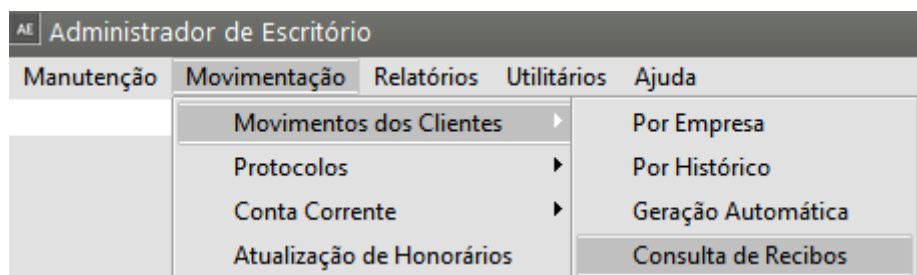 AE Administrador de Escritório
Manutenção Movimentação Relatórios Utilitários Ajuda
Movimentos dos Clientes
Protocolos
Conta Corrente
Atualização de Honorários
Por Empresa
Por Histórico
Geração Automática
Consulta de Recibos